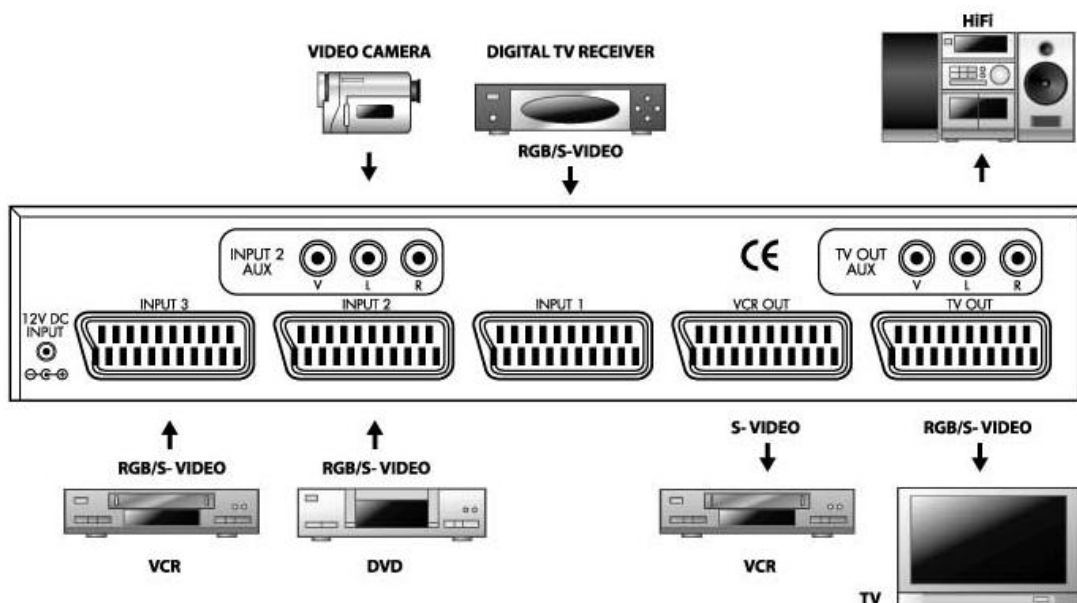 HiFi
VIDEO CAMERA
DIGITAL TV RECEIVER
RGB/S-VIDEO
INPUT 2
AUX
V L R
CE
TV OUT
AUX
V L R
12V DC
INPUT
INPUT 3
INPUT 2
INPUT 1
VCR OUT
TV OUT
RGB/S- VIDEO
RGB/S- VIDEO
S- VIDEO
RGB/S- VIDEO
VCR
DVD
VCR
TV